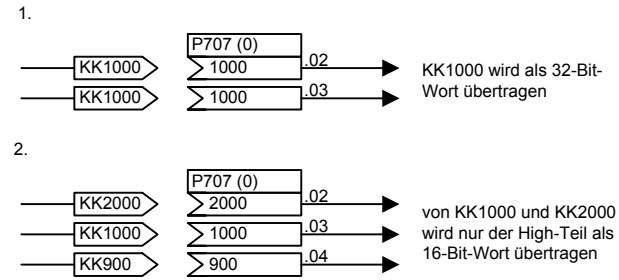 1.
P707 (0)
KK1000 1000 .02
KK1000 1000 .03
KK1000 wird als 32-Bit-
Wort übertragen
2.
P707 (0)
KK2000 2000 .02
KK1000 1000 .03
KK900 900 .04
von KK1000 und KK2000
wird nur der High-Teil als
16-Bit-Wort übertragen